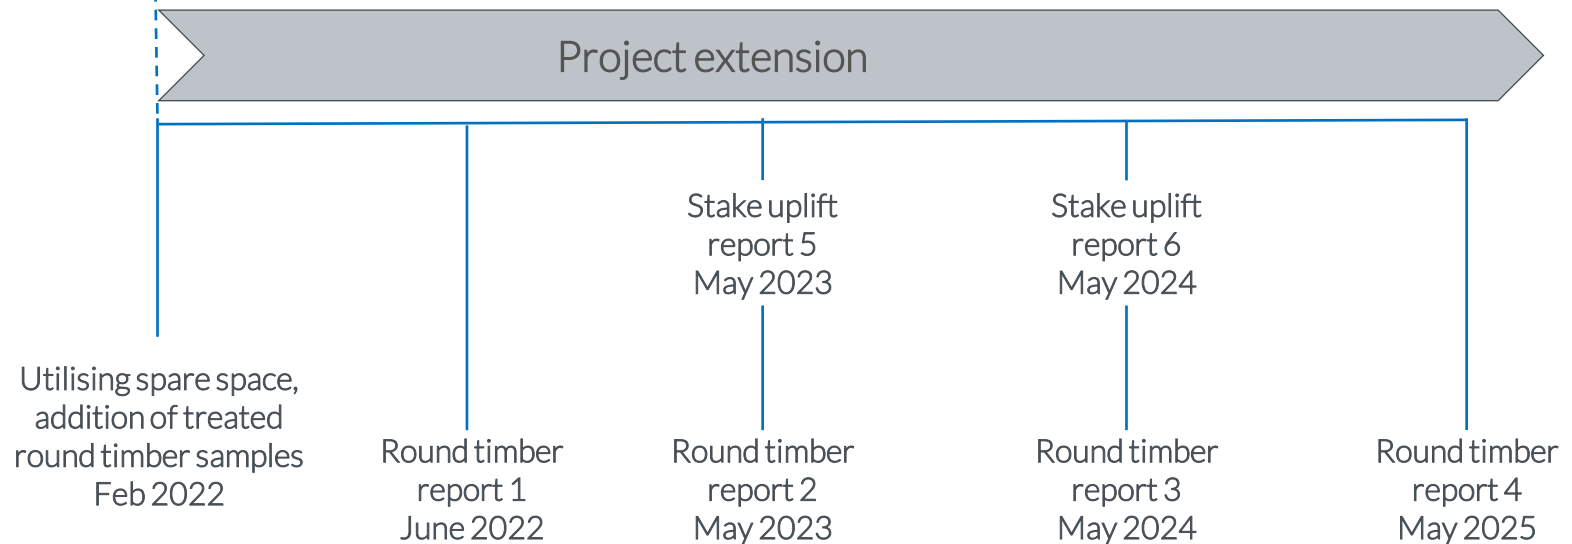 Project extension
Stake uplift
report 5
May 2023
Stake uplift
report 6
May 2024
Utilising spare space,
addition of treated
round timber samples
Feb 2022
Round timber
report 1
June 2022
Round timber
report 2
May 2023
Round timber
report 3
May 2024
Round timber
report 4
May 2025